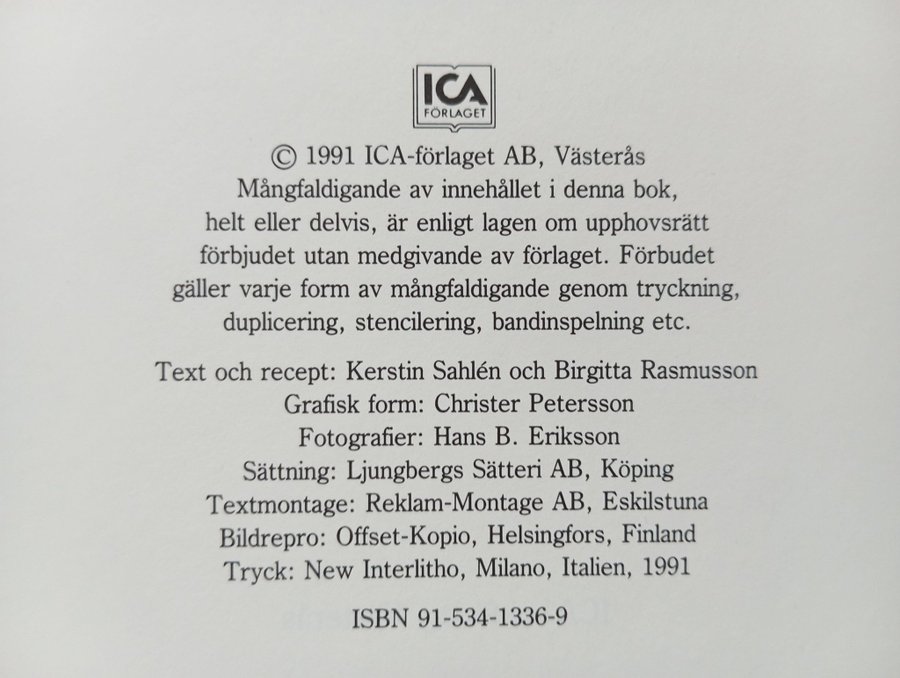 ICA
FÖRLAGET
© 1991 ICA-förlaget AB, Västerås
Mångfaldigande av innehållet i denna bok,
helt eller delvis, är enligt lagen om upphovsrätt
förbjudet utan medgivande av förlaget. Förbudet
gäller varje form av mångfaldigande genom tryckning,
duplicering, stencilering, bandinspelning etc.
Text och recept: Kerstin Sahlén och Birgitta Rasmusson
Grafisk form: Christer Petersson
Fotografier: Hans B. Eriksson
Sättning: Ljungbergs Sätteri AB, Köping
Textmontage: Reklam-Montage AB, Eskilstuna
Bildrepro: Offset-Kopio, Helsingfors, Finland
Tryck: New Interlitho, Milano, Italien, 1991
ISBN 91-534-1336-9